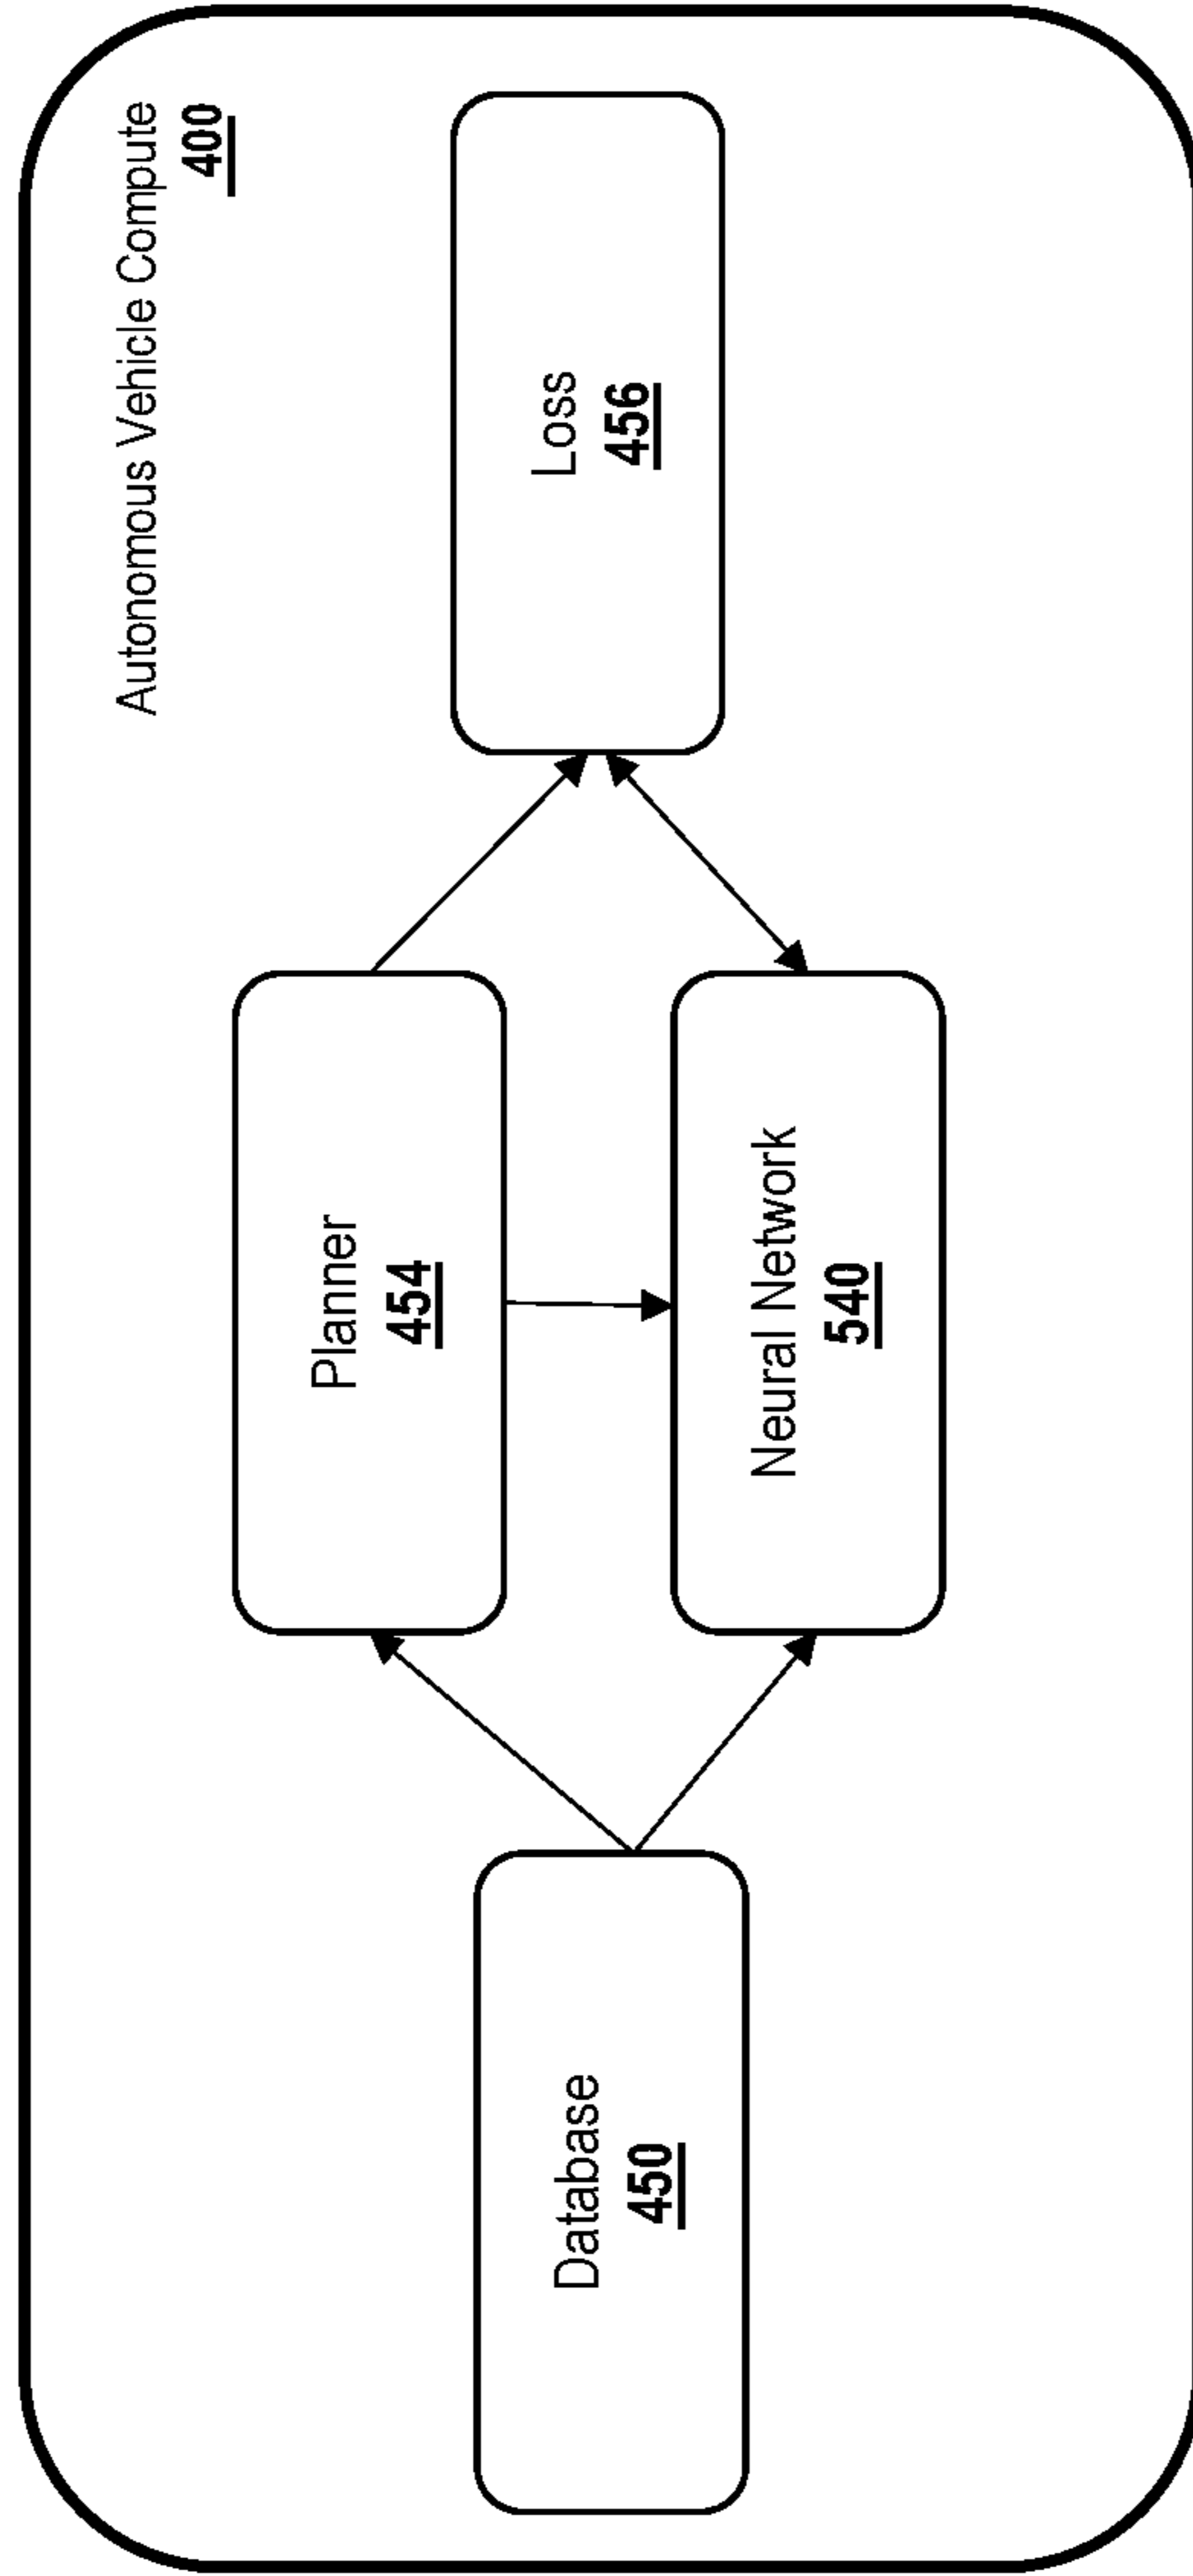 Autonomous Vehicle Compute
400
Planner
454
Database
450
Loss
456
Neural Network
540